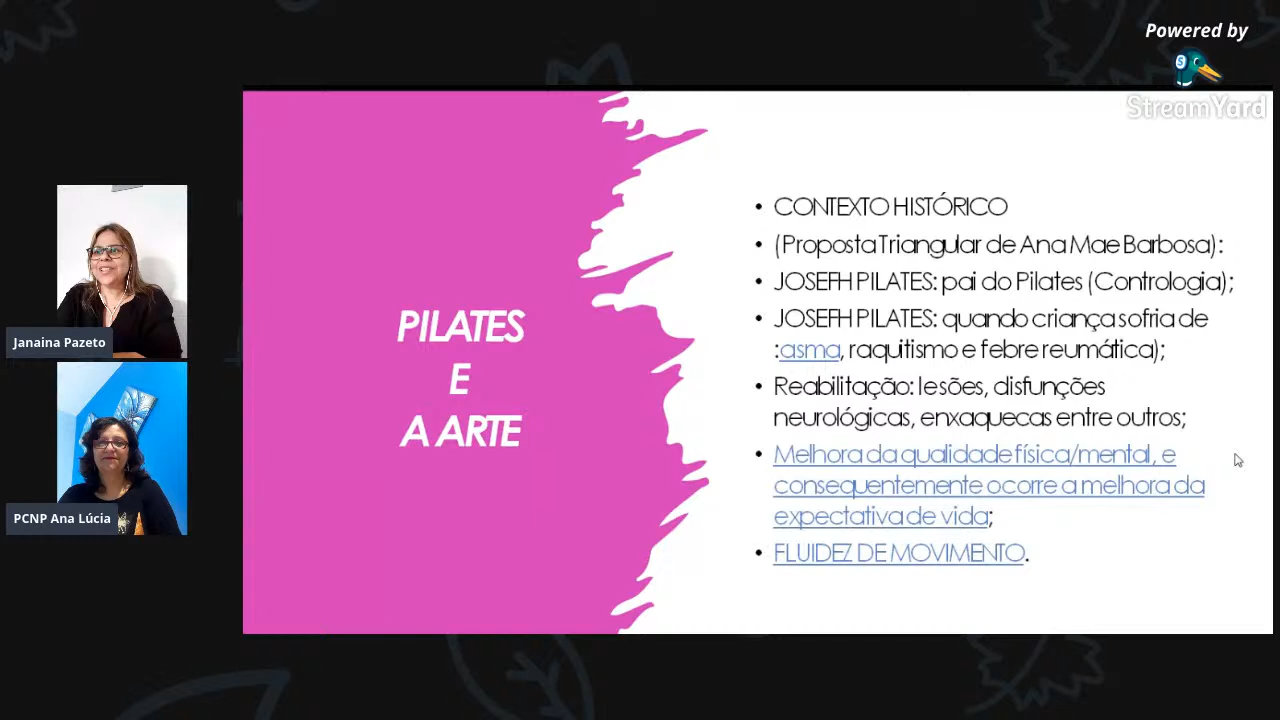 Powered by
StreamYard
Janaina Pazeto
PCNP Ana Lúcia
PILATES
E
A ARTE
• CONTEXTO HISTÓRICO
• (Proposta Triangular de Ana Mae Barbosa):
• JOSEFH PILATES: pai do Pilates (Contrologia);
• JOSEFH PILATES: quando criança sofria de
:asma, raquitismo e febre reumática);
• Reabilitação: lesões, disfunções
neurológicas, enxaquecas entre outros;
• Melhora da qualidade física/mental, e
consequentemente ocorre a melhora da
expectativa de vida;
• FLUIDEZ DE MOVIMENTO.